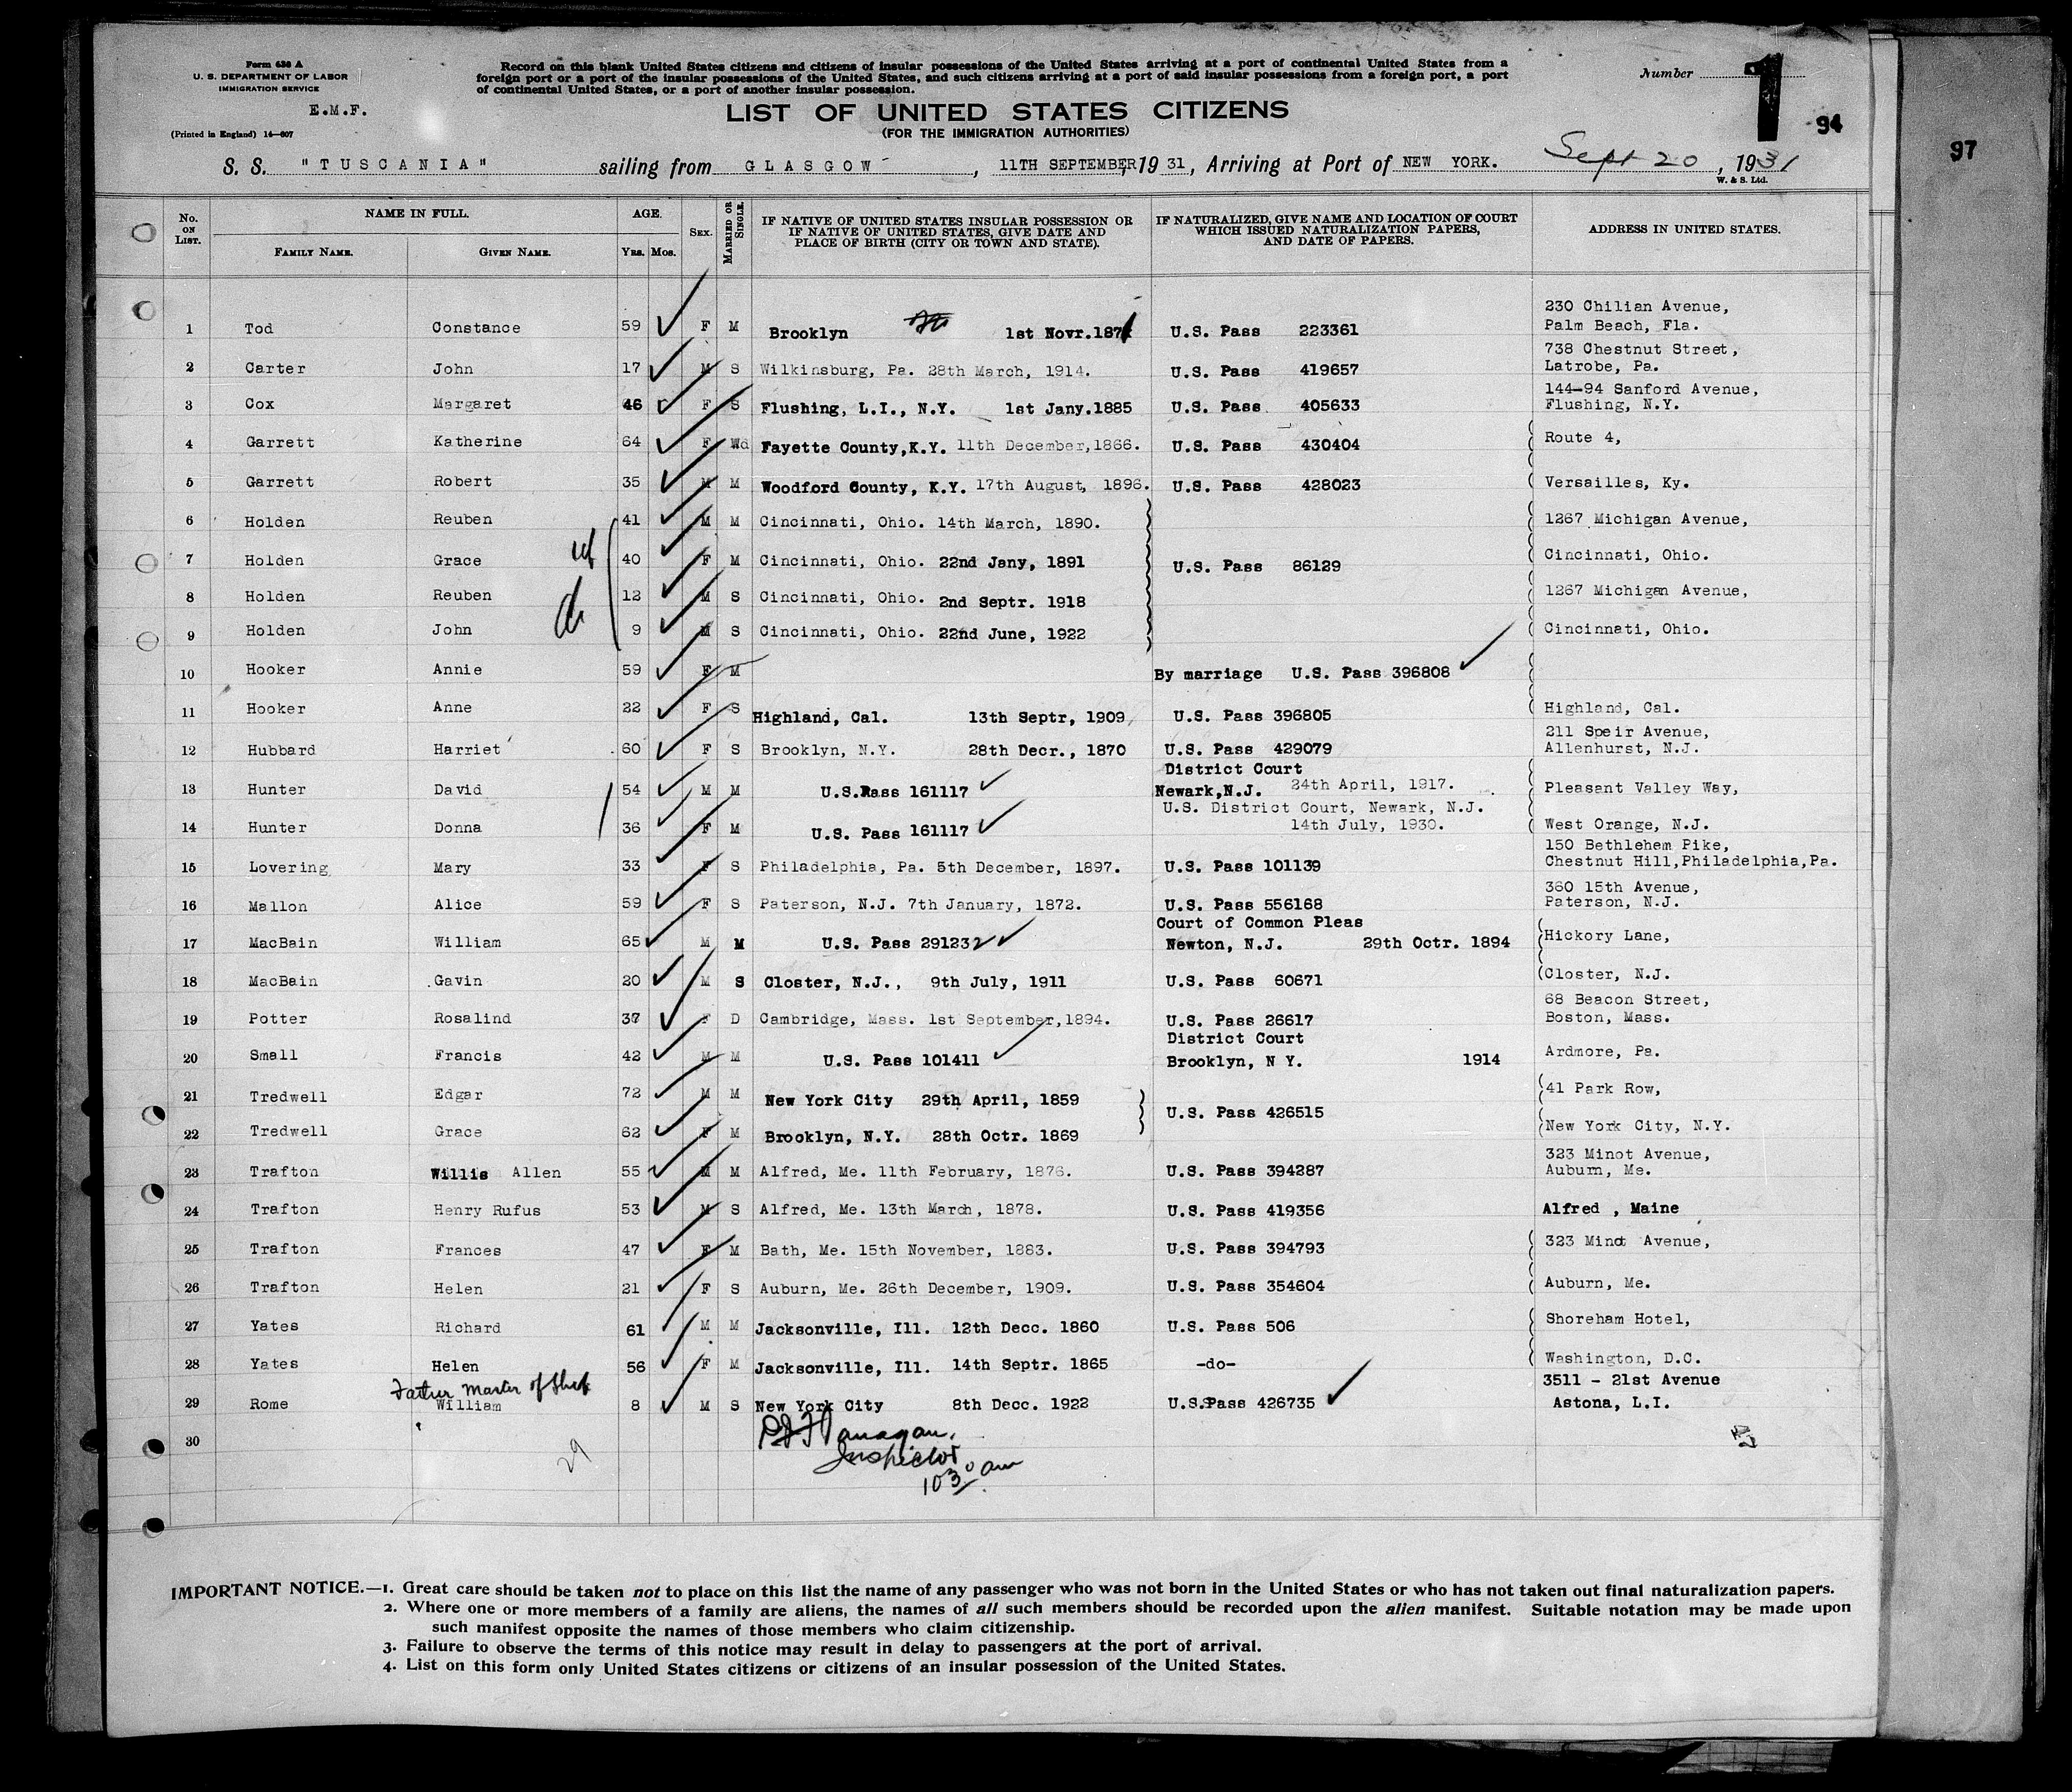 Form 630 A
U. S. DEPARTMENT OF LABOR
IMMIGRATION SERVICE
E.M.F.
(Printed in England) 14—607
Record on this blank United States citizens and citizens of insular possessions of the United States arriving at a port of continental United States from a
foreign port or a port of the insular possessions of the United States, and such citizens arriving at a port of said insular possessions from a foreign port, a port
of continental United States, or a port of another insular possession.
Number 1
94
97
LIST OF UNITED STATES CITIZENS
(FOR THE IMMIGRATION AUTHORITIES)
S. S. "TUSCANIA" sailing from GLASGOW, 11TH SEPTEMBER, 1931, Arriving at Port of NEW YORK. Sept 20, 1931
W. & S. Ltd.
No. ON LIST. NAME IN FULL. AGE. SEX. MARRIED OR SINGLE. IF NATIVE OF UNITED STATES INSULAR POSSESSION OR IF NATIVE OF UNITED STATES, GIVE DATE AND PLACE OF BIRTH (CITY OR TOWN AND STATE). IF NATURALIZED, GIVE NAME AND LOCATION OF COURT WHICH ISSUED NATURALIZATION PAPERS, AND DATE OF PAPERS. ADDRESS IN UNITED STATES.
FAMILY NAME. GIVEN NAME. YRS. MOS.
1 Tod Constance 59 F M Brooklyn 1st Novr.1871 U.S. Pass 223361 230 Chilian Avenue, Palm Beach, Fla.
2 Carter John 17 M S Wilkinsburg, Pa. 28th March, 1914. U.S. Pass 419657 738 Chestnut Street, Latrobe, Pa.
3 Cox Margaret 46 F S Flushing, L.I., N.Y. 1st Jany.1885 U.S. Pass 405633 144-94 Sanford Avenue, Flushing, N.Y.
4 Garrett Katherine 64 F Wd Fayette County,K.Y. 11th December,1866. U.S. Pass 430404 Route 4,
5 Garrett Robert 35 M M Woodford County, K.Y. 17th August, 1896. U.S. Pass 428023 Versailles, Ky.
6 Holden Reuben 41 M M Cincinnati, Ohio. 14th March, 1890. 1267 Michigan Avenue,
7 Holden Grace wf 40 F M Cincinnati, Ohio. 22nd Jany, 1891 U.S. Pass 86129 Cincinnati, Ohio.
8 Holden Reuben ch 12 M S Cincinnati, Ohio. 2nd Septr. 1918 1267 Michigan Avenue,
9 Holden John 9 M S Cincinnati, Ohio. 22nd June, 1922 Cincinnati, Ohio.
10 Hooker Annie 59 F M By marriage U.S. Pass 396808
11 Hooker Anne 22 F S Highland, Cal. 13th Septr, 1909 U.S. Pass 396805 Highland, Cal.
12 Hubbard Harriet 60 F S Brooklyn, N.Y. 28th Decr., 1870 U.S. Pass 429079 211 Speir Avenue, Allenhurst, N.J.
13 Hunter David 54 M M U.S.Pass 161117 District Court Newark,N.J. 24th April, 1917. Pleasant Valley Way,
14 Hunter Donna 36 F M U.S. Pass 161117 U.S. District Court, Newark, N.J. 14th July, 1930. West Orange, N.J.
15 Lovering Mary 33 F S Philadelphia, Pa. 5th December, 1897. U.S. Pass 101139 150 Bethlehem Pike, Chestnut Hill,Philadelphia,Pa.
16 Mallon Alice 59 F S Paterson, N.J. 7th January, 1872. U.S. Pass 556168 360 15th Avenue, Paterson, N.J.
17 MacBain William 65 M M U.S. Pass 291232 Court of Common Pleas Newton, N.J. 29th Octr. 1894 Hickory Lane,
18 MacBain Gavin 20 M S Closter, N.J., 9th July, 1911 U.S. Pass 60671 Closter, N.J.
19 Potter Rosalind 37 F D Cambridge, Mass. 1st September,1894. U.S. Pass 26617 68 Beacon Street, Boston, Mass.
20 Small Francis 42 M M U.S. Pass 101411 District Court Brooklyn, N Y. 1914 Ardmore, Pa.
21 Tredwell Edgar 72 M M New York City 29th April, 1859 U.S. Pass 426515 41 Park Row,
22 Tredwell Grace 62 F M Brooklyn, N.Y. 28th Octr. 1869 New York City, N.Y.
23 Trafton Willis Allen 55 M M Alfred, Me. 11th February, 1876. U.S. Pass 394287 323 Minot Avenue, Auburn, Me.
24 Trafton Henry Rufus 53 M S Alfred, Me. 13th March, 1878. U.S. Pass 419356 Alfred , Maine
25 Trafton Frances 47 F M Bath, Me. 15th November, 1883. U.S. Pass 394793 323 Minot Avenue,
26 Trafton Helen 21 F S Auburn, Me. 26th December, 1909. U.S. Pass 354604 Auburn, Me.
27 Yates Richard 61 M M Jacksonville, Ill. 12th Decc. 1860 U.S. Pass 506 Shoreham Hotel,
28 Yates Helen 56 F M Jacksonville, Ill. 14th Septr. 1865 -do- Washington, D.C.
Father Master of Ship
29 Rome William 8 M S New York City 8th Decc. 1922 U.S.Pass 426735 3511 - 21st Avenue Astona, L.I.
30
29
Flanagan,
Inspector
10 30 am
IMPORTANT NOTICE.—1. Great care should be taken not to place on this list the name of any passenger who was not born in the United States or who has not taken out final naturalization papers.
2. Where one or more members of a family are aliens, the names of all such members should be recorded upon the alien manifest. Suitable notation may be made upon
such manifest opposite the names of those members who claim citizenship.
3. Failure to observe the terms of this notice may result in delay to passengers at the port of arrival.
4. List on this form only United States citizens or citizens of an insular possession of the United States.